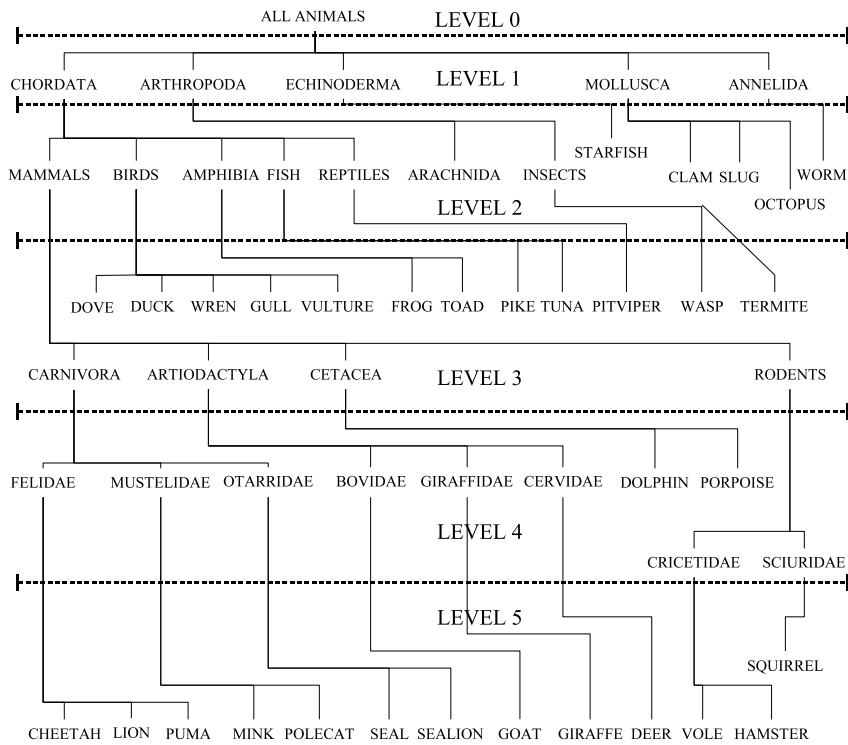 ALL ANIMALS
LEVEL 0
CHORDATA ARTHROPODA ECHINODERMA LEVEL 1 MOLLUSCA ANNELIDA
STARFISH
MAMMALS BIRDS AMPHIBIA FISH REPTILES ARACHNIDA INSECTS CLAM SLUG WORM
OCTOPUS
LEVEL 2
DOVE DUCK WREN GULL VULTURE FROG TOAD PIKE TUNA PITVIPER WASP TERMITE
CARNIVORA ARTIODACTYLA CETACEA LEVEL 3 RODENTS
FELIDAE MUSTELIDAE OTARRIDAE BOVIDAE GIRAFFIDAE CERVIDAE DOLPHIN PORPOISE
LEVEL 4
CRICETIDAE SCIURIDAE
LEVEL 5
SQUIRREL
CHEETAH LION PUMA MINK POLECAT SEAL SEALION GOAT GIRAFFE DEER VOLE HAMSTER